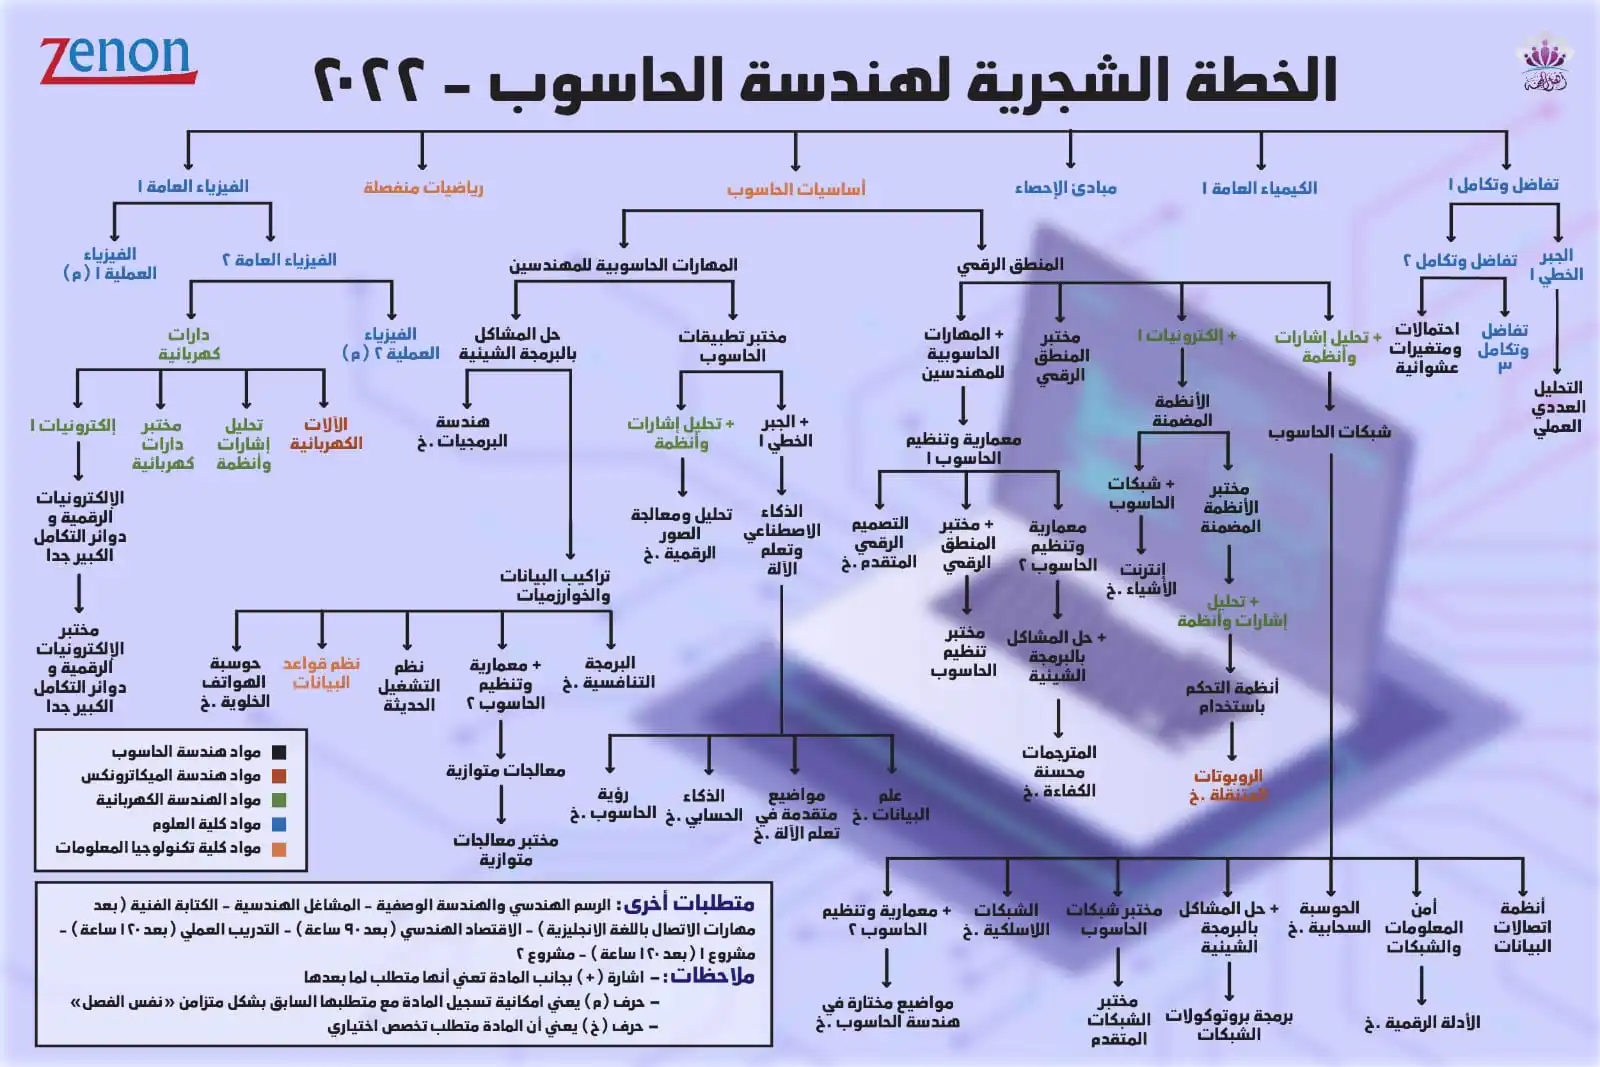 Zenon
الخطة الشجرية لهندسة الحاسوب - ٢٠٢٢
تفاضل وتكامل ١
الكيمياء العامة ١
مبادئ الإحصاء
أساسيات الحاسوب
رياضيات منفصلة
الفيزياء العامة ١
الجبر
الخطي ١
تفاضل وتكامل ٢
المنطق الرقمي
المهارات الحاسوبية للمهندسين
الفيزياء العامة ٢
الفيزياء
العملية ١ (م)
تفاضل
وتكامل
٣
احتمالات
ومتغيرات
عشوائية
+ تحليل إشارات
وأنظمة
+ إلكترونيات ١
مختبر
المنطق
الرقمي
+ المهارات
الحاسوبية
للمهندسين
مختبر تطبيقات
الحاسوب
حل المشاكل
بالبرمجة الشيئية
الفيزياء
العملية ٢ (م)
دارات
كهربائية
التحليل
العددي
العملي
شبكات الحاسوب
الأنظمة
المضمنة
معمارية وتنظيم
الحاسوب ١
+ الجبر
الخطي ١
+ تحليل إشارات
وأنظمة
هندسة
البرمجيات .خ
الآلات
الكهربائية
تحليل
إشارات
وأنظمة
مختبر
دارات
كهربائية
إلكترونيات ١
مختبر
الأنظمة
المضمنة
+ شبكات
الحاسوب
معمارية
وتنظيم
الحاسوب ٢
+ مختبر
المنطق
الرقمي
التصميم
الرقمي
المتقدم .خ
الذكاء
الاصطناعي
وتعلم
الآلة
تحليل ومعالجة
الصور
الرقمية .خ
الإلكترونيات
الرقمية و
دوائر التكامل
الكبير جدا
إنترنت
الأشياء .خ
تراكيب البيانات
والخوارزميات
+ تحليل
إشارات وأنظمة
+ حل المشاكل
بالبرمجة
الشيئية
مختبر
تنظيم
الحاسوب
مختبر
الإلكترونيات
الرقمية و
دوائر التكامل
الكبير جدا
البرمجة
التنافسية .خ
+ معمارية
وتنظيم
الحاسوب ٢
نظم
التشغيل
الحديثة
نظم قواعد
البيانات
حوسبة
الهواتف
الخلوية .خ
أنظمة التحكم
باستخدام
المترجمات
محسنة
الكفاءة .خ
الروبوتات
المتنقلة .خ
معالجات متوازية
علم
البيانات .خ
مواضيع
متقدمة في
تعلم الآلة .خ
الذكاء
الحسابي .خ
رؤية
الحاسوب .خ
مختبر معالجات
متوازية
أنظمة
اتصالات
البيانات
أمن
المعلومات
والشبكات
الحوسبة
السحابية .خ
+ حل المشاكل
بالبرمجة
الشيئية
مختبر شبكات
الحاسوب
الشبكات
اللاسلكية .خ
+ معمارية وتنظيم
الحاسوب ٢
الأدلة الرقمية .خ
برمجة بروتوكولات
الشبكات
مختبر
الشبكات
المتقدم
مواضيع مختارة في
هندسة الحاسوب .خ
مواد هندسة الحاسوب
مواد هندسة الميكاترونكس
مواد الهندسة الكهربائية
مواد كلية العلوم
مواد كلية تكنولوجيا المعلومات
متطلبات أخرى: الرسم الهندسي والهندسة الوصفية - المشاغل الهندسية - الكتابة الفنية (بعد
مهارات الاتصال باللغة الانجليزية) - الاقتصاد الهندسي (بعد ٩٠ ساعة) - التدريب العملي (بعد ١٢٠ ساعة) -
مشروع ١ (بعد ١٢٠ ساعة) - مشروع ٢
ملاحظات: - اشارة (+) بجانب المادة تعني أنها متطلب لما بعدها
- حرف (م) يعني امكانية تسجيل المادة مع متطلبها السابق بشكل متزامن «نفس الفصل»
- حرف (خ) يعني أن المادة متطلب تخصص اختياري